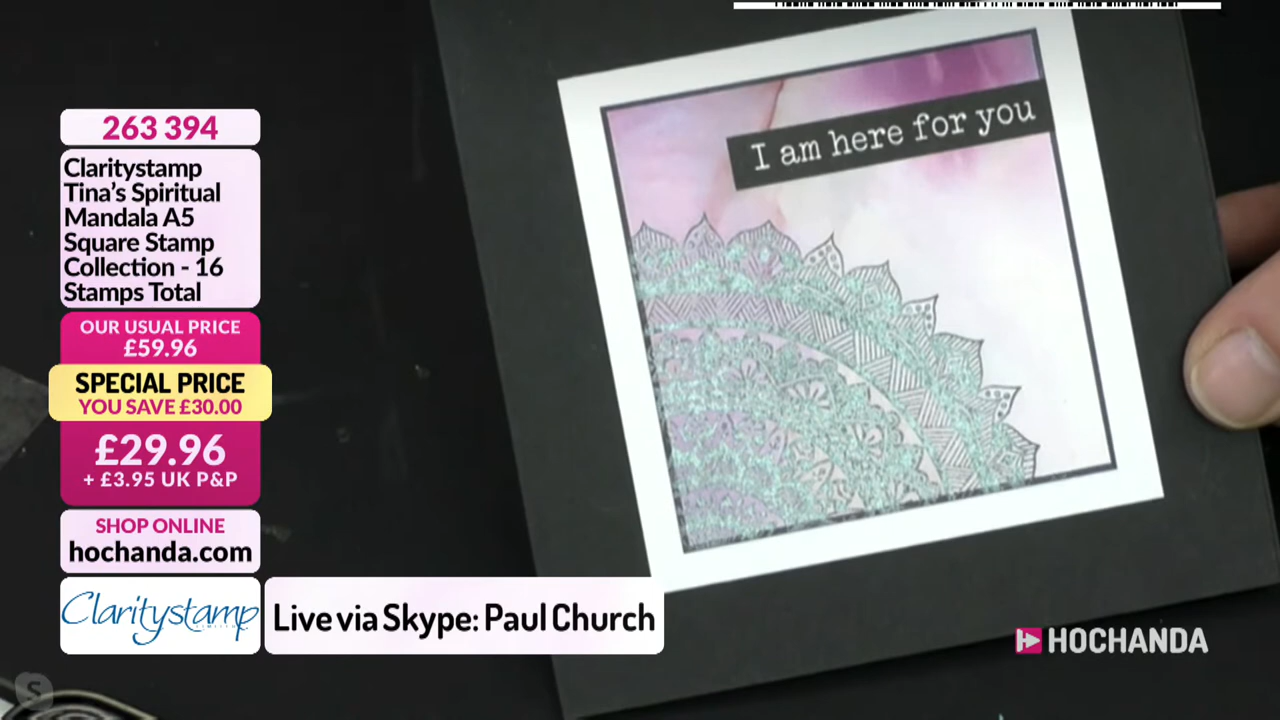 263 394
Claritystamp
Tina's Spiritual
Mandala A5
Square Stamp
Collection - 16
Stamps Total
OUR USUAL PRICE
£59.96
SPECIAL PRICE
YOU SAVE £30.00
£29.96
+ £3.95 UK P&P
SHOP ONLINE
hochanda.com
Claritystamp
Live via Skype: Paul Church
I am here for you
HOCHANDA
S